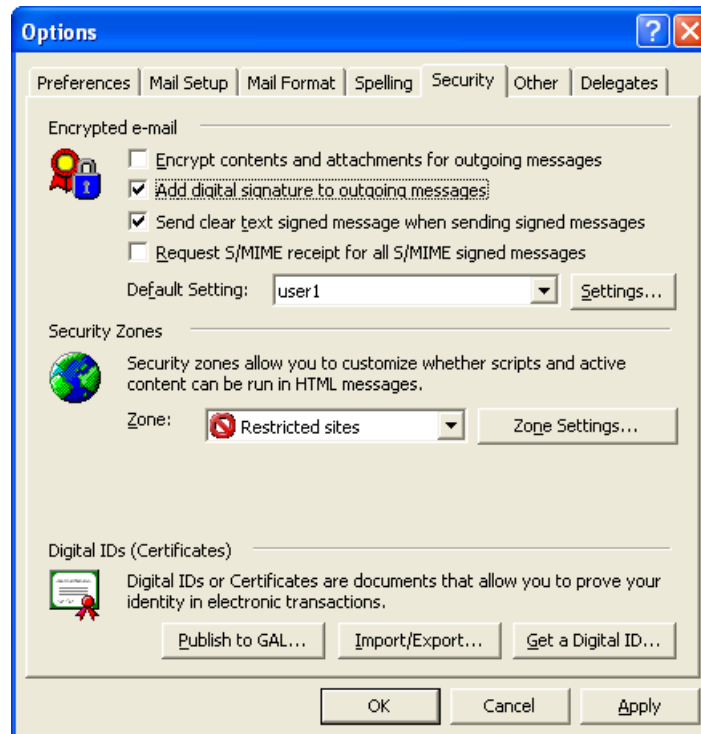 Options
Preferences Mail Setup Mail Format Spelling Security Other Delegates
Encrypted e-mail
Encrypt contents and attachments for outgoing messages
Add digital signature to outgoing messages
Send clear text signed message when sending signed messages
Request S/MIME receipt for all S/MIME signed messages
Default Setting: user1 Settings...
Security Zones
Security zones allow you to customize whether scripts and active
content can be run in HTML messages.
Zone: Restricted sites Zone Settings...
Digital IDs (Certificates)
Digital IDs or Certificates are documents that allow you to prove your
identity in electronic transactions.
Publish to GAL... Import/Export... Get a Digital ID...
OK Cancel Apply